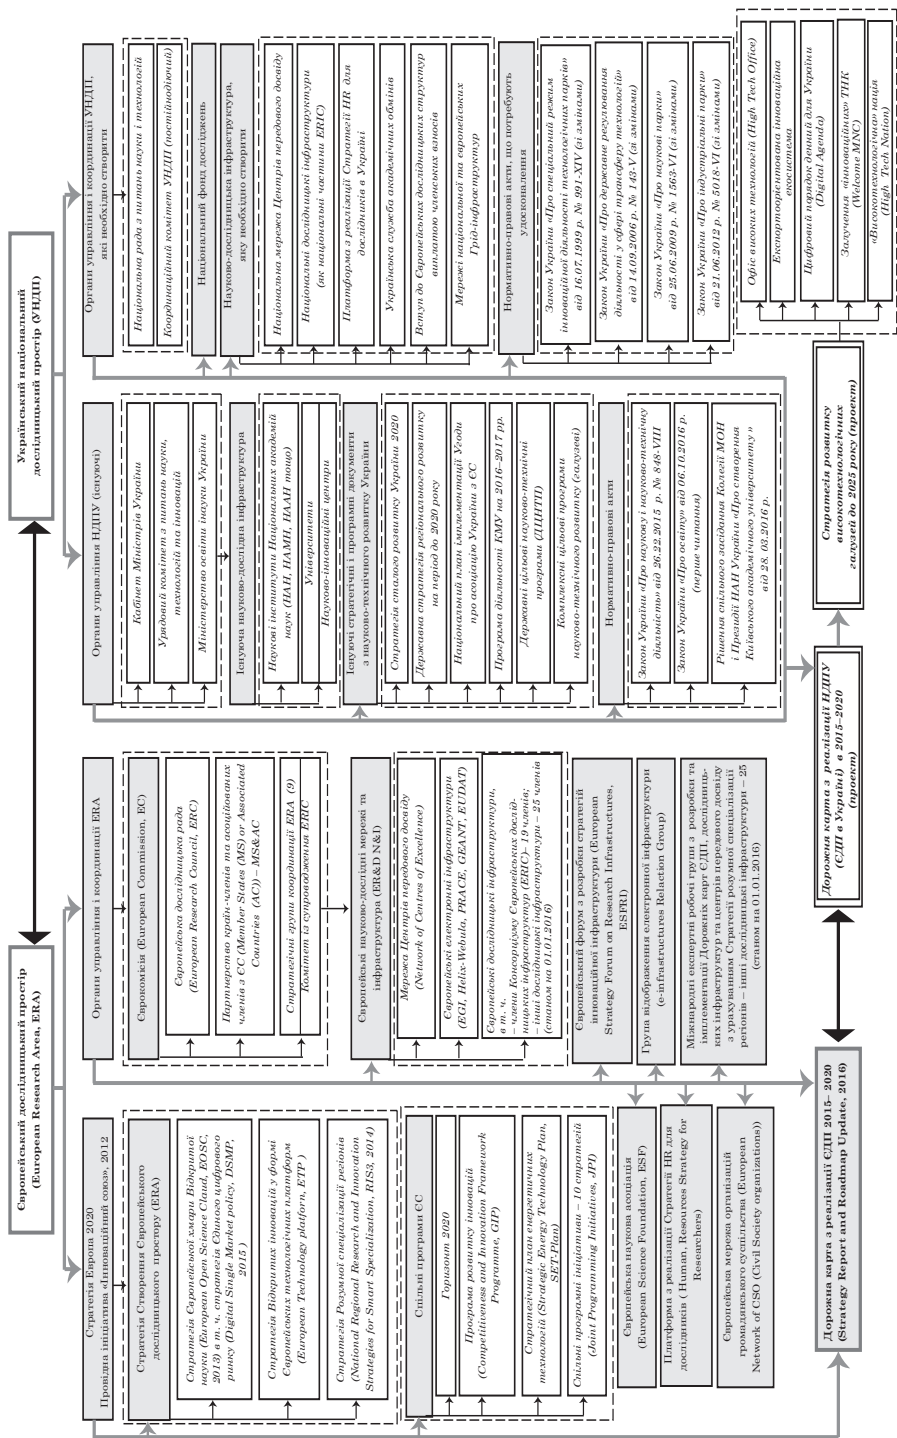 Європейський дослідницький простір
(European Research Area, ERA)
Український національний
дослідницький простір (УНДП)
Стратегія Европа 2020
Провідна ініціатива «Інноваційний союз», 2012
Стратегія Створення Європейського
дослідницького простору (ERA)
Стратегія Європейської хмари Відкритої
науки (European Open Science Claud, EOSC,
2013) в т. ч. стратегія Єдиного цифрового
ринку (Digital Single Market policy, DSMP,
2015)
Стратегія Відкритих інновацій у формі
Європейських технологічних платформ
(European Technology platforn, ETP)
Стратегія Розумної спеціалізації регіонів
(National Regional Research and Innovation
Strategies for Smart Specialisation, RIS3, 2014)
Спільні програми ЄС
Горизонт 2020
Програма розвитку інновацій
(Competitiveness and Innovation Framework
Programme, CIP)
Стратегічний план енергетичних
технологій (Strategic Energy Technology Plan,
SET-Plan)
Спільні програмні ініціативи – 10 стратегій
(Joint Programming Initiatives, JPI)
Європейська наукова асоціація
(European Science Foundation, ESF)
Платформа з реалізації Стратегії HR для
дослідників ( Human, Resources Strategy for
Researchers)
Європейська мережа організацій
громадянського суспільства (European
Network of CSO (Civil Society organizations))
Дорожна карта з реалізації ЄДП 2015– 2020
(Strategy Report and Roadmap Update, 2016)
Органи управління і координації ERA
Єврокомісія (European Commission, EC)
Європейська дослідницька рада
(European Research Council, ERC)
Партнерство країн-членів та асоційованих
членів з ЄС (Member States (MS) or Associated
Countries (AC)) – MS&AC
Стратегічні групи координації ERA (9)
Комітет із супроводження ERIC
Європейські науково-дослідні мережі та
інфраструктура (ER&D N&I)
Мережа Центрів передового досвіду
(Network of Centres of Excellence)
Європейські електронні інфраструктури
(EGI, Helix-Webula, PRACE, GEANT, EUDAT)
Європейські дослідницькі інфраструктури,
в т. ч.
– члени Консорціуму Європейських дослід-
ницьких інфраструктур (ERIC)– 19 членів;
– інші дослідницькі інфраструктури – 25 членів
(станом на 01.01.2016)
Європейський форум з розробки стратегій
інноваційної інфраструктури (European
Strategy Forum on Research Infrastructures,
ESFRI)
Група відображення електронної інфраструктури
(e-infrastructures Relaction Group)
Міжнародні експертні робочі групи з розробки та
імплементації Дорожніх карт ЄДП, дослідниць-
ких інфраструктур та центрів передового досвіду
з урахуванням Стратегії розумної спеціалізації
регіонів – інші дослідницькі інфраструктури – 25
(станом на 01.01.2016)
Органи управління НДПУ (існуючі)
Кабінет Міністрів України
Урядовий комітет з питань науки,
технологій та інновацій
Міністерство освіти інауки України
Існуюча науково-дослідна інфраструктура
Наукові інститути Національних академій
наук (НАН, НАМН, НААН тощо)
Університети
Науково-інноваційні центри
Існуючі стратегічні і програмні документи
з науково-технічного розвитку України
Стратегія сталого розвитку України 2020
Державна стратегія регіонального розвитку
на період до 2020 року
Національний план імплементації Угоди
про асоціацію України з ЄС
Програма діяльності КМУ на 2016–2017 рр.
Державні цільові науково-технічні
програми (ДЦНТП)
Комплексні цільові програми
науково-технічного розвитку (галузеві)
Нормативно-правові акти
Закон України «Про наукову і науково-технічну
діяльність» від 26.22.2015 р. № 848-VIII
Закон України «Про освіту» від 06.10.2016 р.
(перше читання)
Рішення спільного засідання Колегії МОН
і Президії НАН України «Про створення
Київського академічного університету »
від 28. 03.2016 р.
Дорожня карта з реалізації НДПУ
(ЄДП в Україні) в 2015–2020
(проект)
Органи управління і координації УНДП,
які необхідно створити
Національна рада з питань науки і технологій
Координаційний комітет УНДП (постійнодіючий)
Національний фонд досліджень
Науково-дослідницька інфраструктура,
яку необхідно створити
Національна мережа Центрів передового досвіду
Національні дослідницькі інфраструктури
(як національні частини ERIC)
Платформа з реалізації Стратегії HR для
дослідників в Україні
Українська служба академічних обмінів
Вступ до Європейських дослідницьких структур
виплатою членських внесків
Мережі національної та європейських
Грід-інфраструктур
Нормативно-правові акти, що потребують
удосконалення
Закон України «Про спеціальний режим
інноваційної діяльності технологічних парків»
від 16.07.1999 р. № 991-XIV (зі змінами)
Закон України «Про державне регулювання
діяльності у сфері трансферу технологій»
від 14.09.2006 р. № 143-V (зі змінами)
Закон України «Про наукові парки»
від 25.06.2009 р. № 1563-VI (зі змінами)
Закон України «Про індустріальні парки»
від 21.06.2012 р. № 5018-VI (зі змінами)
Стратегія розвитку
високотехнологічних
галузей до 2025 року (проект)
Офіс високих технологій (High Tech Office)
Експортоорієнтована інноваційна
екосистема
Цифровий порядок денний для України
(Digital Agenda)
Залучення «інноваційних» ТНК
(Welcome MNC)
«Високотехнологічна» нація
(High Tech Nation)